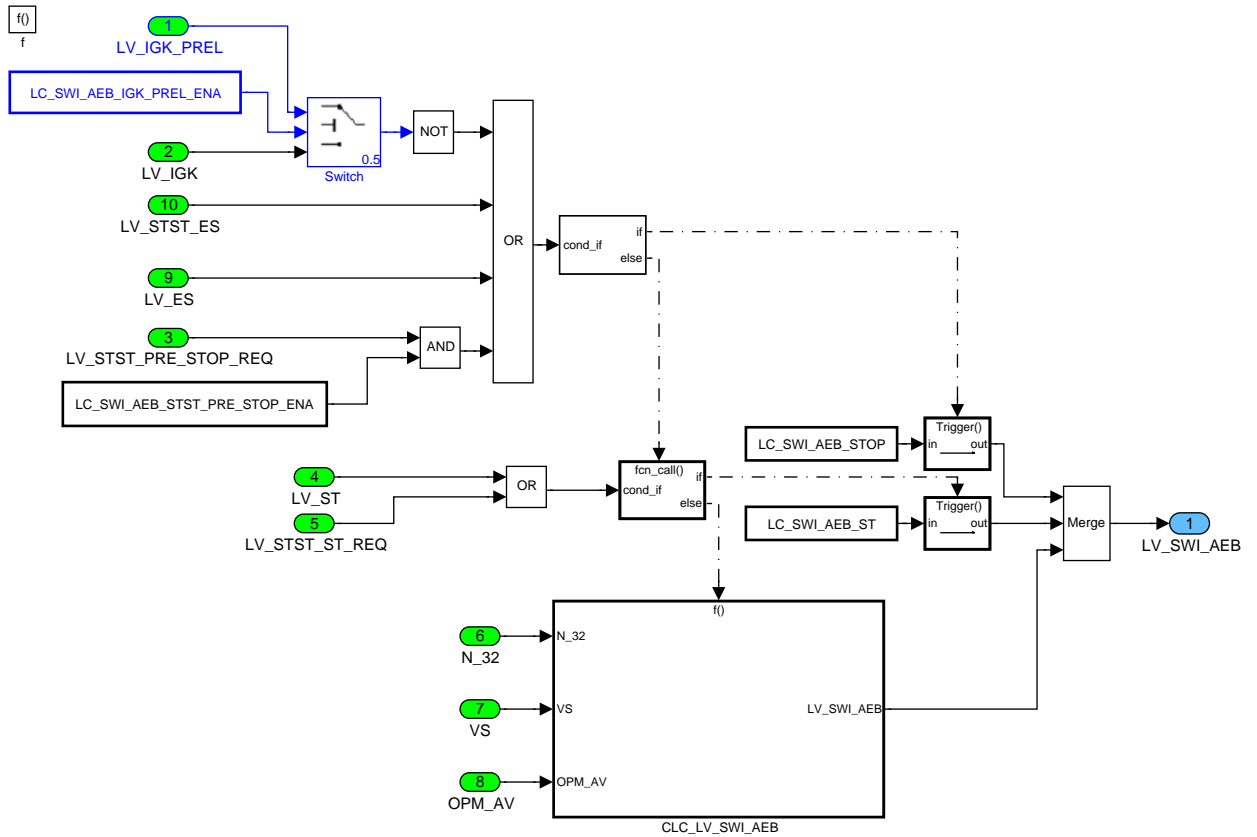 f()
f
1
LV_IGK_PREL
LC_SWI_AEB_IGK_PREL_ENA
0.5
Switch
NOT
2
LV_IGK
10
LV_STST_ES
OR
cond_if
if
else
9
LV_ES
3
LV_STST_PRE_STOP_REQ
AND
LC_SWI_AEB_STST_PRE_STOP_ENA
LC_SWI_AEB_STOP
Trigger()
in
out
4
LV_ST
5
LV_STST_ST_REQ
OR
fcn_call()
cond_if
if
else
LC_SWI_AEB_ST
Trigger()
in
out
Merge
1
LV_SWI_AEB
f()
6
N_32
N_32
7
VS
VS
LV_SWI_AEB
8
OPM_AV
OPM_AV
CLC_LV_SWI_AEB